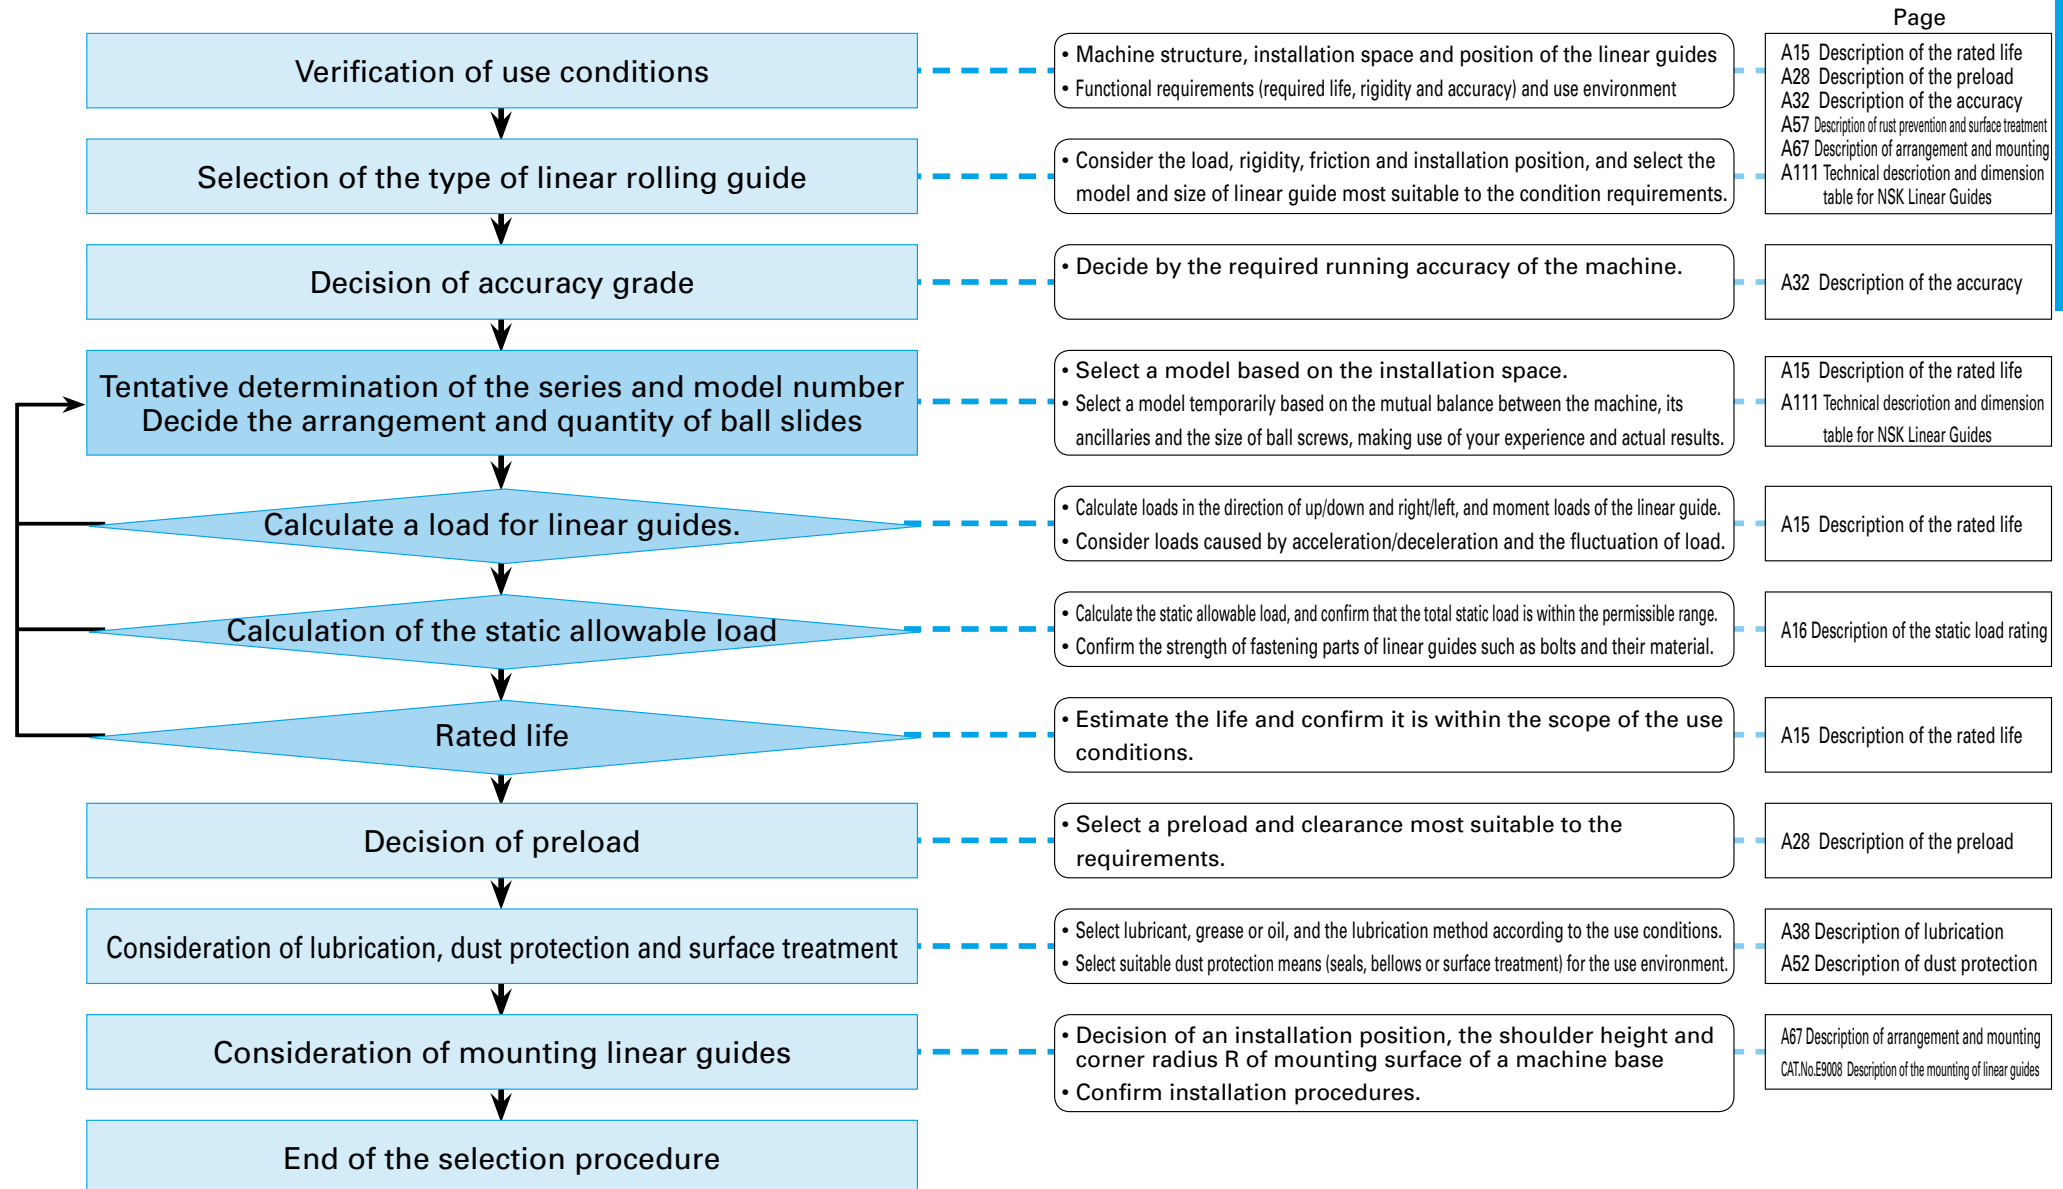 Page
Verification of use conditions
• Machine structure, installation space and position of the linear guides
• Functional requirements (required life, rigidity and accuracy) and use environment
A15 Description of the rated life
A28 Description of the preload
A32 Description of the accuracy
A57 Description of rust prevention and surface treatment
A67 Description of arrangement and mounting
A111 Technical descriotion and dimension
table for NSK Linear Guides
Selection of the type of linear rolling guide
• Consider the load, rigidity, friction and installation position, and select the
model and size of linear guide most suitable to the condition requirements.
Decision of accuracy grade
• Decide by the required running accuracy of the machine.
A32 Description of the accuracy
Tentative determination of the series and model number
Decide the arrangement and quantity of ball slides
• Select a model based on the installation space.
• Select a model temporarily based on the mutual balance between the machine, its
ancillaries and the size of ball screws, making use of your experience and actual results.
A15 Description of the rated life
A111 Technical descriotion and dimension
table for NSK Linear Guides
Calculate a load for linear guides.
• Calculate loads in the direction of up/down and right/left, and moment loads of the linear guide.
• Consider loads caused by acceleration/deceleration and the fluctuation of load.
A15 Description of the rated life
Calculation of the static allowable load
• Calculate the static allowable load, and confirm that the total static load is within the permissible range.
• Confirm the strength of fastening parts of linear guides such as bolts and their material.
A16 Description of the static load rating
Rated life
• Estimate the life and confirm it is within the scope of the use
conditions.
A15 Description of the rated life
Decision of preload
• Select a preload and clearance most suitable to the
requirements.
A28 Description of the preload
Consideration of lubrication, dust protection and surface treatment
• Select lubricant, grease or oil, and the lubrication method according to the use conditions.
• Select suitable dust protection means (seals, bellows or surface treatment) for the use environment.
A38 Description of lubrication
A52 Description of dust protection
Consideration of mounting linear guides
• Decision of an installation position, the shoulder height and
corner radius R of mounting surface of a machine base
• Confirm installation procedures.
A67 Description of arrangement and mounting
CAT.No.E9008 Description of the mounting of linear guides
End of the selection procedure